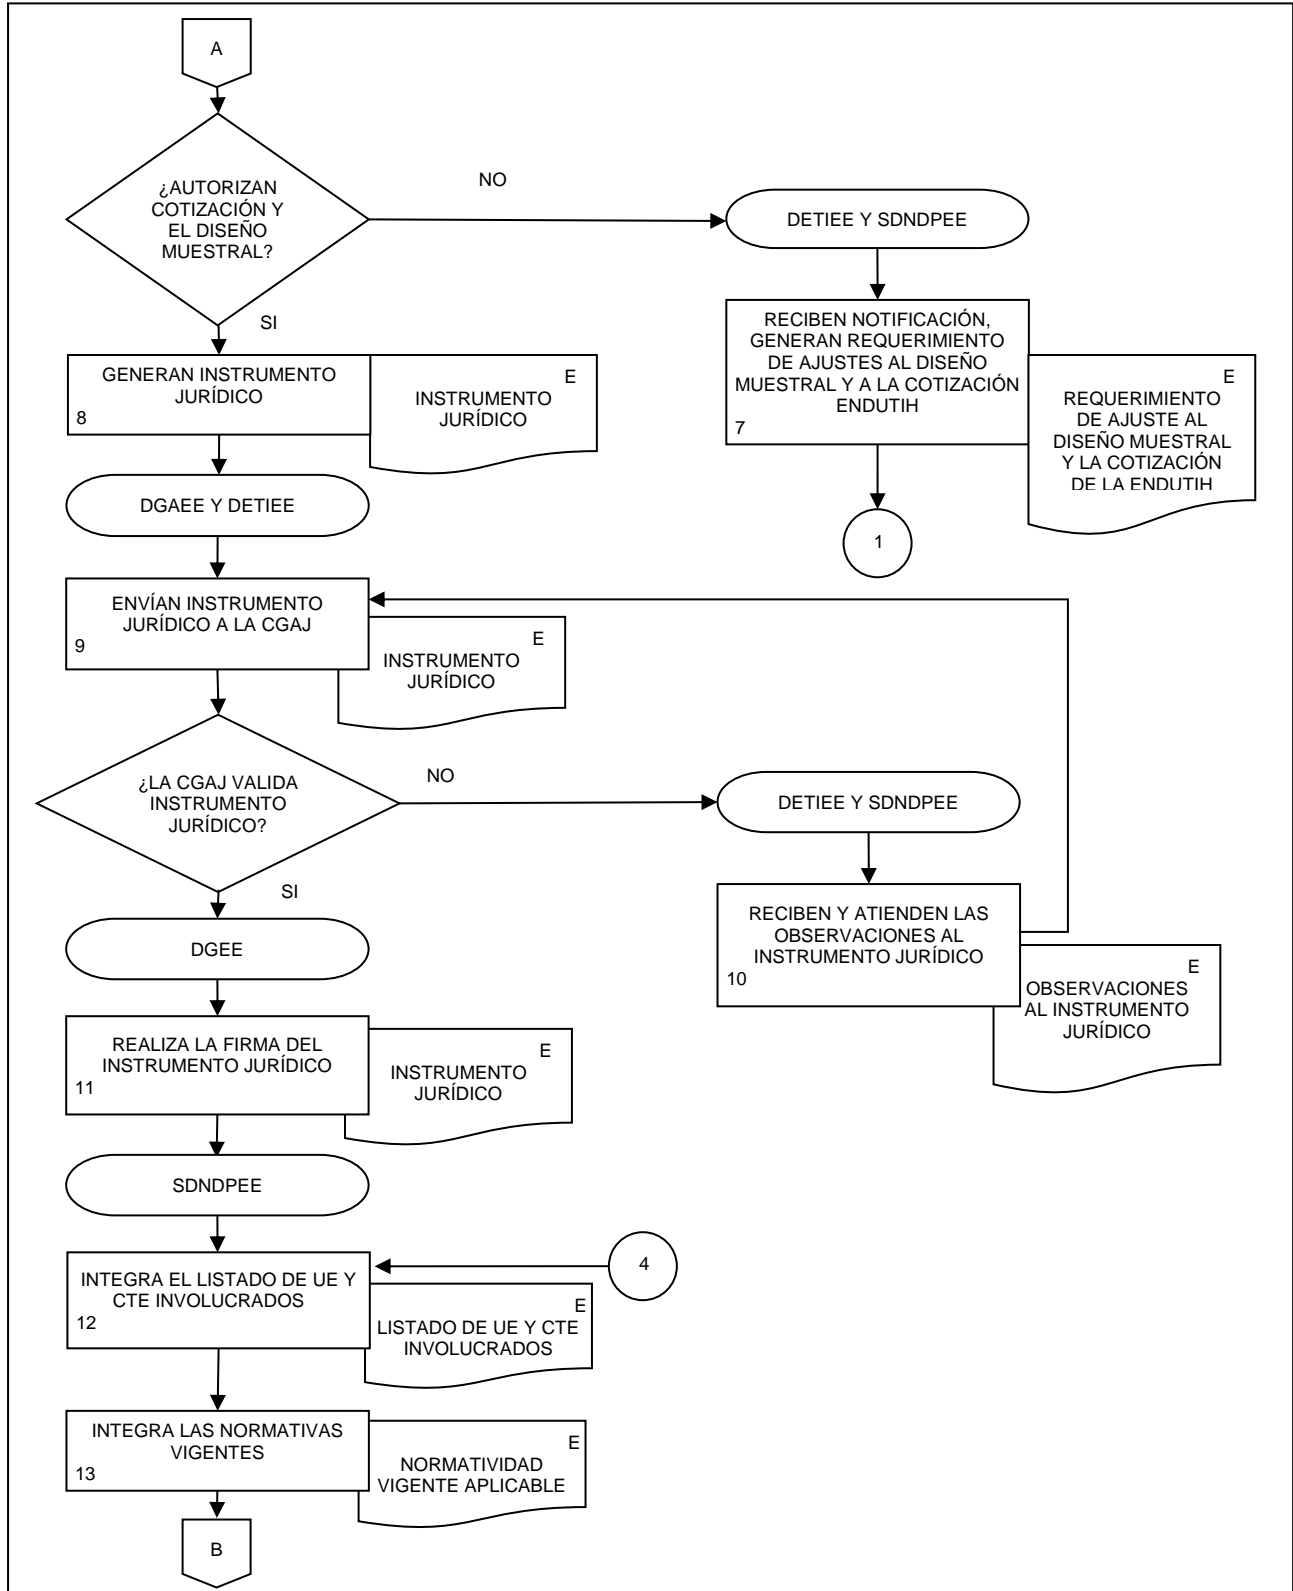 A
¿AUTORIZAN
COTIZACIÓN Y
EL DISEÑO
MUESTRAL?
NO
DETIEE Y SDNDPEE
RECIBEN NOTIFICACIÓN,
GENERAN REQUERIMIENTO
DE AJUSTES AL DISEÑO
MUESTRAL Y A LA COTIZACIÓN
ENDUTIH
7
E
REQUERIMIENTO
DE AJUSTE AL
DISEÑO MUESTRAL
Y LA COTIZACIÓN
DE LA ENDUTIH
1
SI
GENERAN INSTRUMENTO
JURÍDICO
8
E
INSTRUMENTO
JURÍDICO
DGAEE Y DETIEE
ENVÍAN INSTRUMENTO
JURÍDICO A LA CGAJ
9
E
INSTRUMENTO
JURÍDICO
¿LA CGAJ VALIDA
INSTRUMENTO
JURÍDICO?
NO
DETIEE Y SDNDPEE
RECIBEN Y ATIENDEN LAS
OBSERVACIONES AL
INSTRUMENTO JURÍDICO
10
E
OBSERVACIONES
AL INSTRUMENTO
JURÍDICO
SI
DGEE
REALIZA LA FIRMA DEL
INSTRUMENTO JURÍDICO
11
E
INSTRUMENTO
JURÍDICO
SDNDPEE
4
INTEGRA EL LISTADO DE UE Y
CTE INVOLUCRADOS
12
E
LISTADO DE UE Y CTE
INVOLUCRADOS
INTEGRA LAS NORMATIVAS
VIGENTES
13
E
NORMATIVIDAD
VIGENTE APLICABLE
B